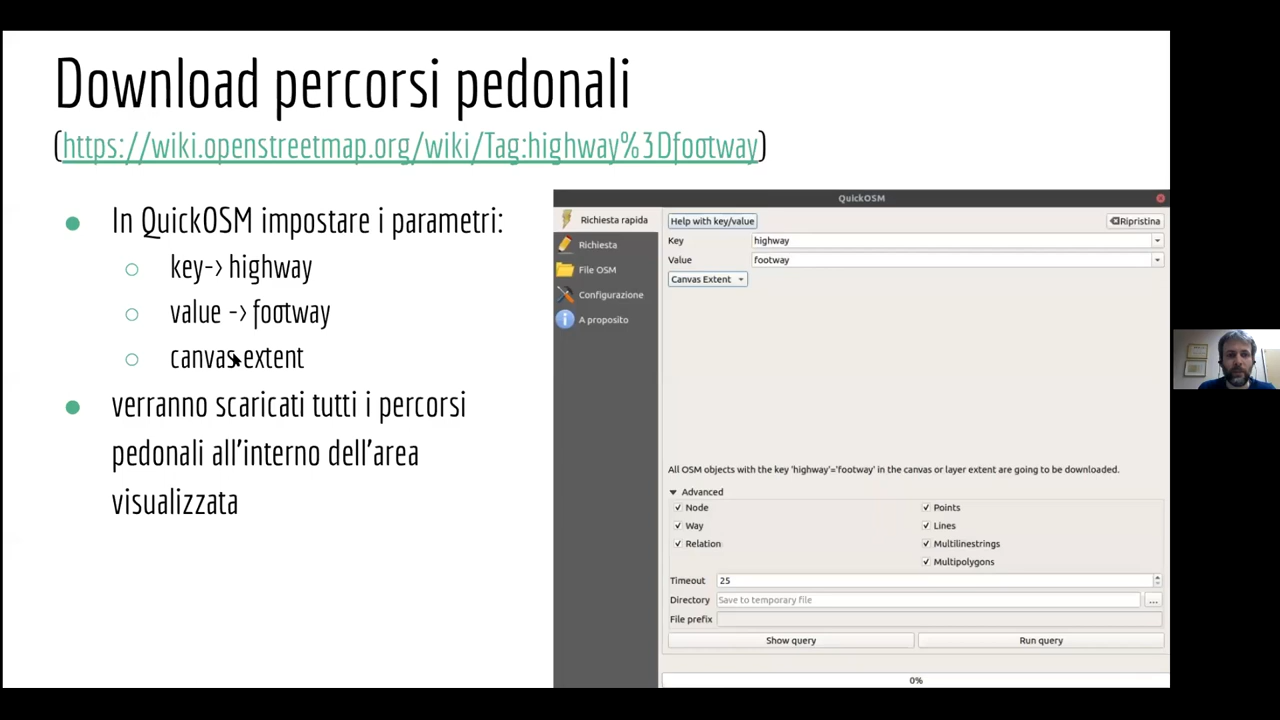 Download percorsi pedonali
(https://wiki.openstreetmap.org/wiki/Tag:highway%3Dfootway)
In QuickOSM impostare i parametri:
key-> highway
value -> footway
canvas extent
verranno scaricati tutti i percorsi
pedonali all'interno dell'area
visualizzata
QuickOSM
Richiesta rapida
Richiesta
File OSM
Configurazione
A proposito
Help with key/value
Ripristina
Key highway
Value footway
Canvas Extent
All OSM objects with the key 'highway'='footway' in the canvas or layer extent are going to be downloaded.
Advanced
Node Points
Way Lines
Relation Multilinestrings
Multipolygons
Timeout 25
Directory Save to temporary file ...
File prefix
Show query Run query
0%